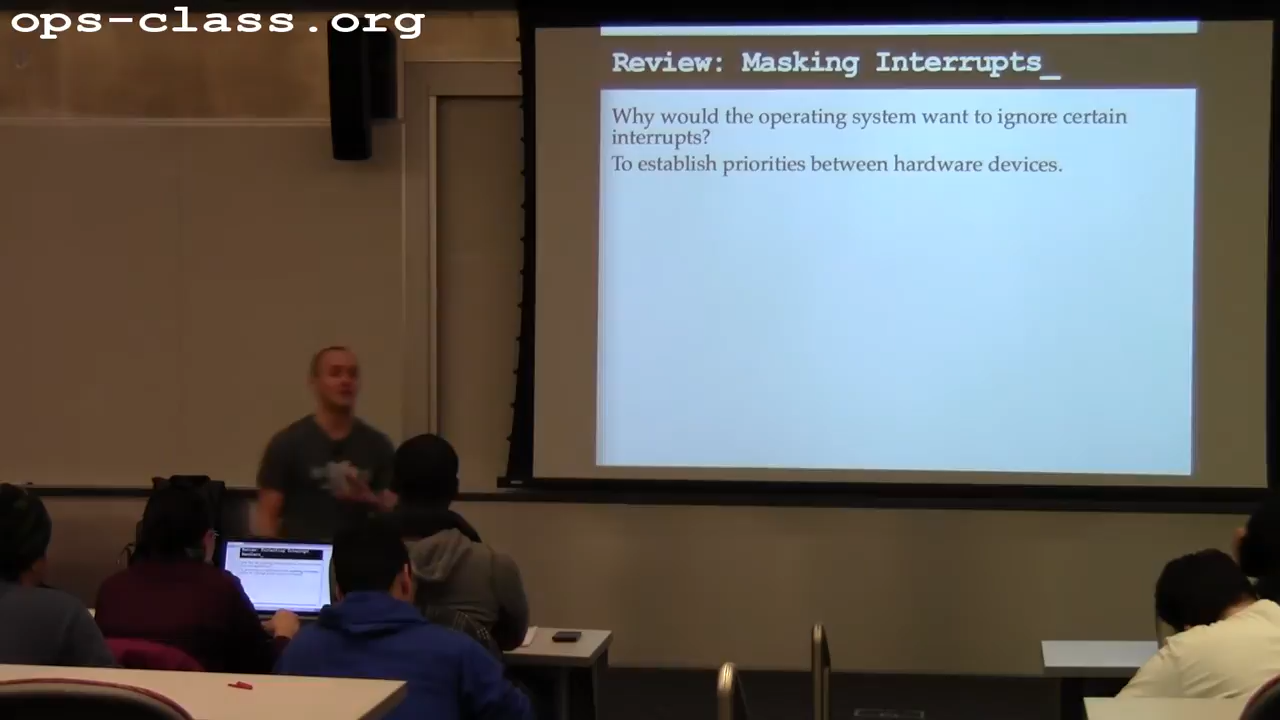 ops-class.org
Review: Masking Interrupts_
Why would the operating system want to ignore certain
interrupts?
To establish priorities between hardware devices.